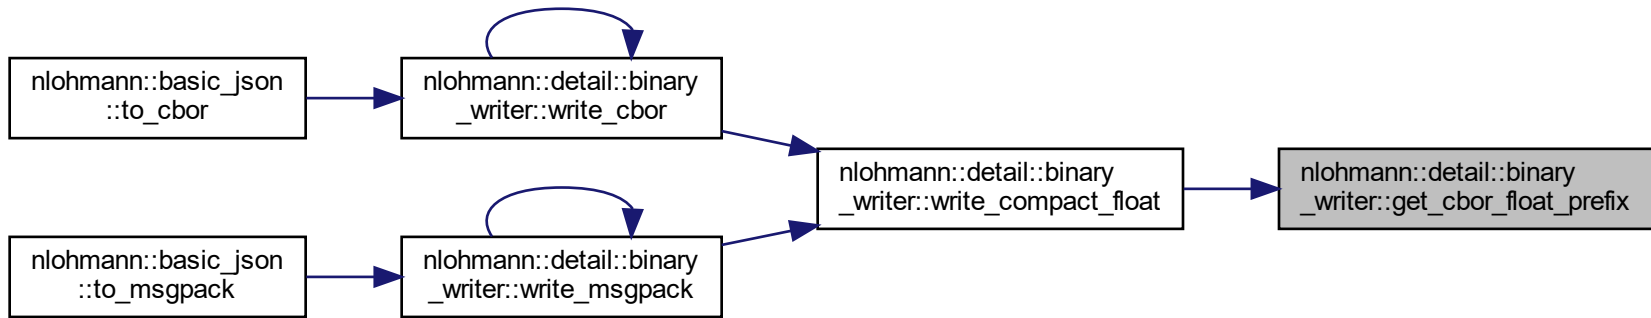 nlohmann::basic_json
::to_cbor
nlohmann::detail::binary
_writer::write_cbor
nlohmann::detail::binary
_writer::write_compact_float
nlohmann::detail::binary
_writer::get_cbor_float_prefix
nlohmann::basic_json
::to_msgpack
nlohmann::detail::binary
_writer::write_msgpack